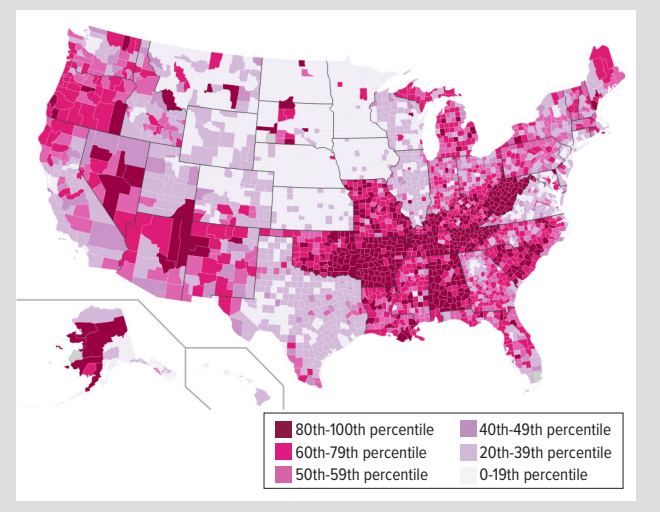 80th-100th percentile
60th-79th percentile
50th-59th percentile
40th-49th percentile
20th-39th percentile
0-19th percentile